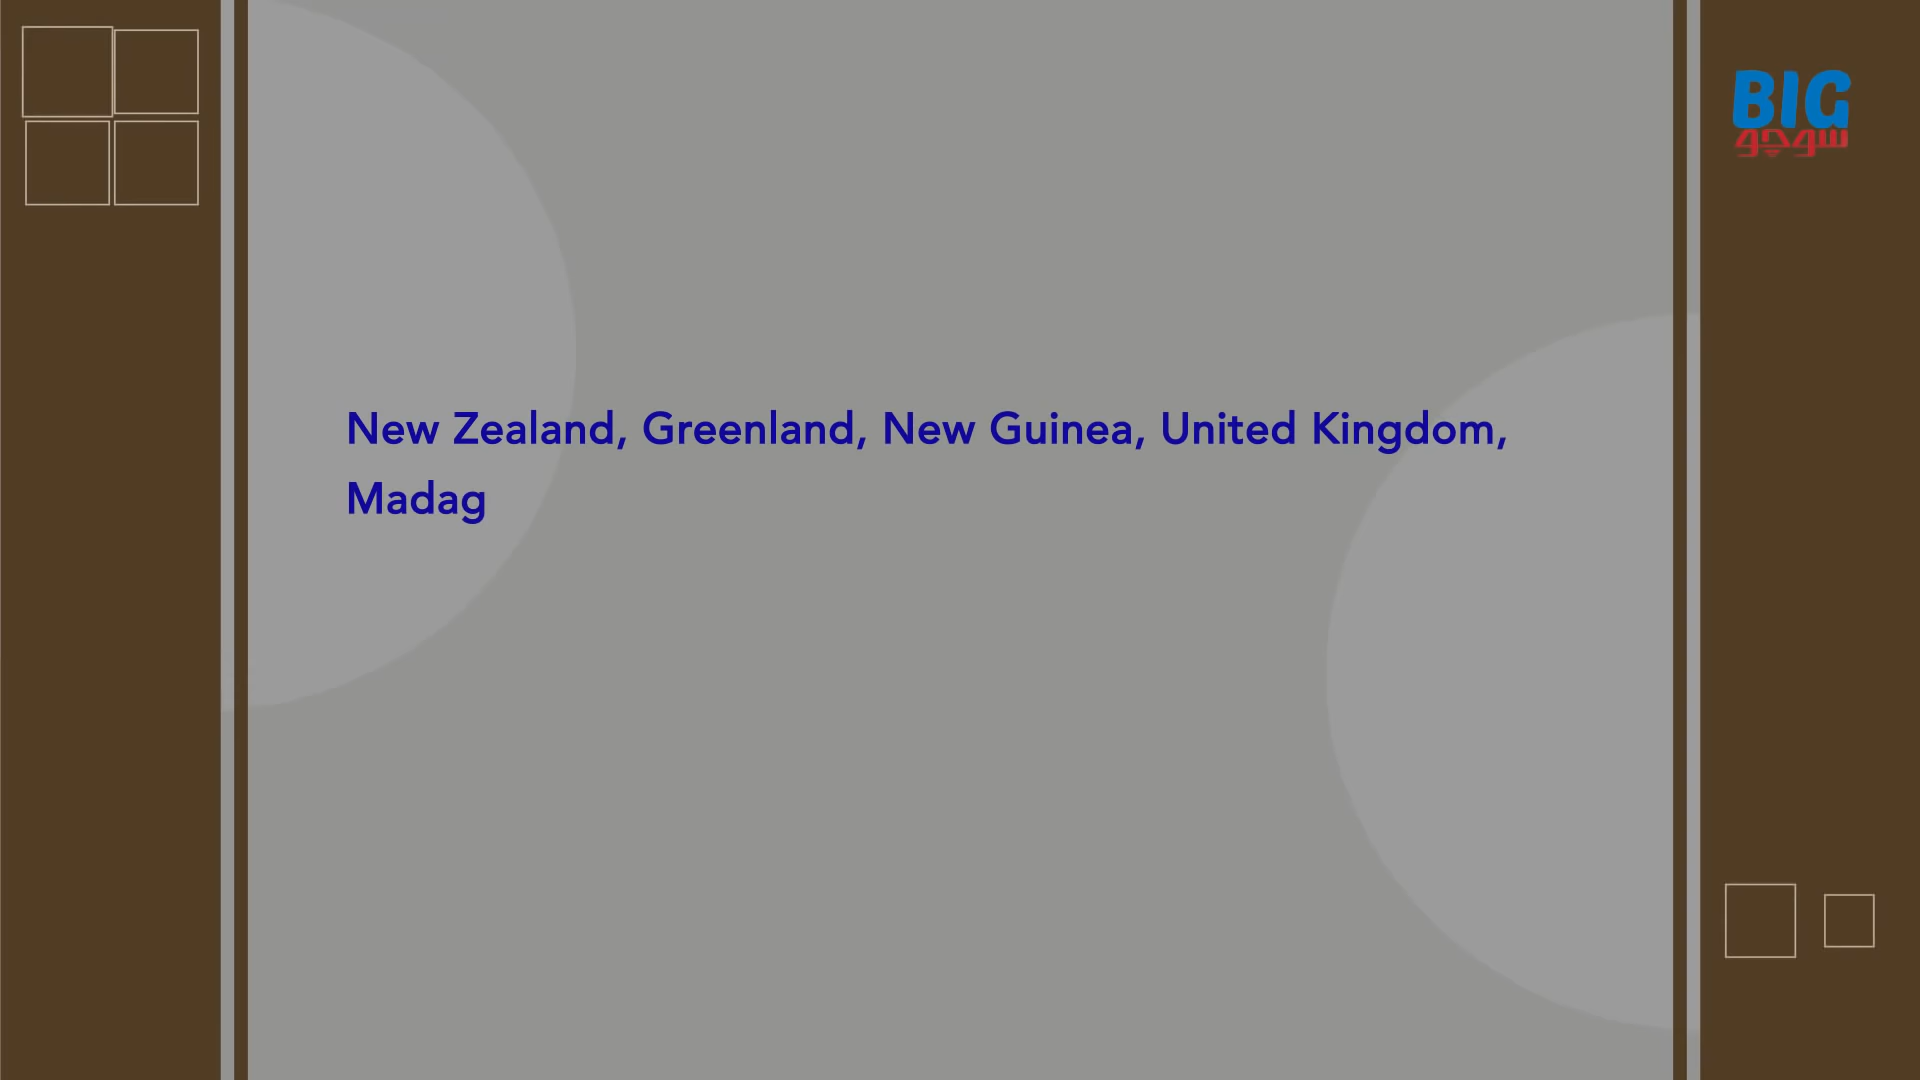 BIG
سوچو
New Zealand, Greenland, New Guinea, United Kingdom,
Madag